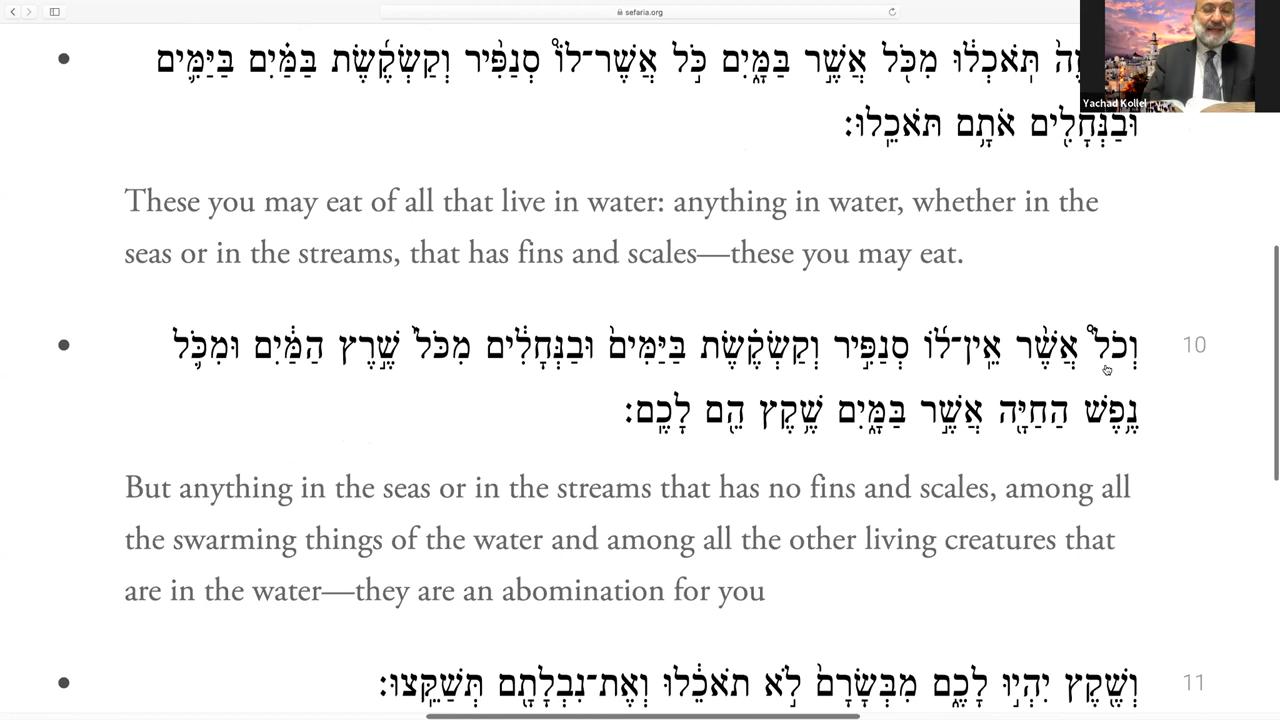 sefaria.org
תֹּֽאכְל֔וּ מִכֹּ֖ל אֲשֶׁ֣ר בַּמָּ֑יִם כֹּ֣ל אֲשֶׁר־לוֹ֩ סְנַפִּ֨יר וְקַשְׂקֶ֜שֶׂת בַּמַּ֗יִם בַּיַּמִּ֛ים
וּבַנְּחָלִ֖ים אֹתָ֥ם תֹּאכֵֽלוּ׃
Yachad Kollel
These you may eat of all that live in water: anything in water, whether in the
seas or in the streams, that has fins and scales—these you may eat.
10
וְכֹל֩ אֲשֶׁ֨ר אֵֽין־ל֜וֹ סְנַפִּ֣יר וְקַשְׂקֶ֗שֶׂת בַּיַּמִּים֙ וּבַנְּחָלִ֔ים מִכֹּל֙ שֶׁ֣רֶץ הַמַּ֔יִם וּמִכֹּ֛ל
נֶ֥פֶשׁ הַחַיָּ֖ה אֲשֶׁ֣ר בַּמָּ֑יִם שֶׁ֥קֶץ הֵ֖ם לָכֶֽם׃
But anything in the seas or in the streams that has no fins and scales, among all
the swarming things of the water and among all the other living creatures that
are in the water—they are an abomination for you
11
וְשֶׁ֖קֶץ יִהְי֣וּ לָכֶ֑ם מִבְּשָׂרָם֙ לֹ֣א תֹאכֵ֔לוּ וְאֶת־נִבְלָתָ֖ם תְּשַׁקֵּֽצוּ׃